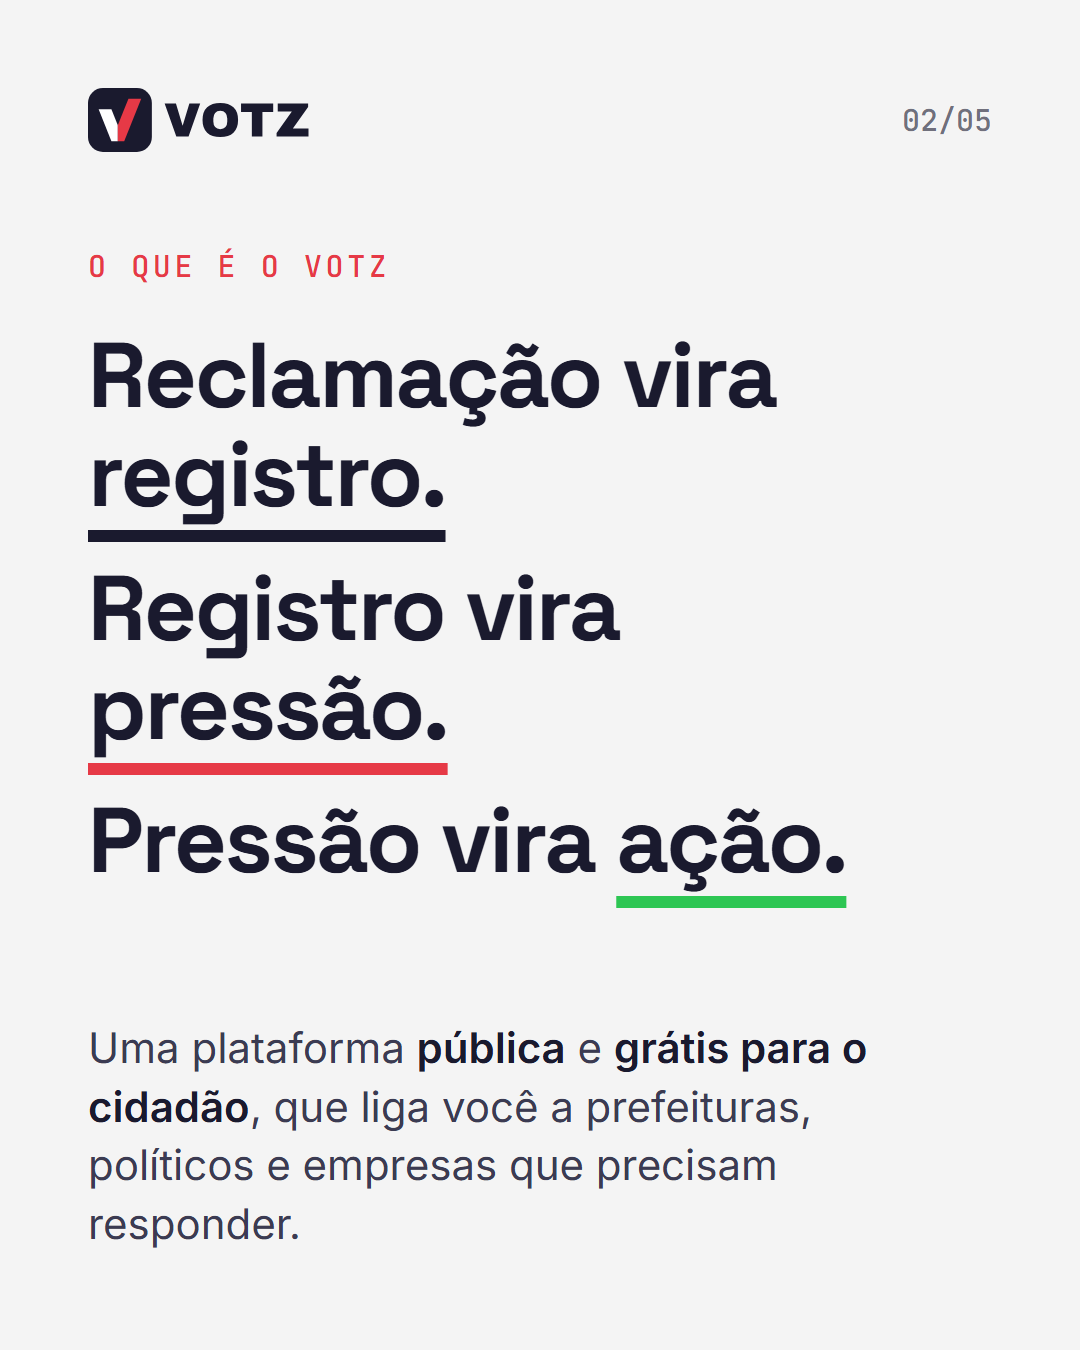 VOTZ
02/05
O QUE É O VOTZ
Reclamação vira
registro.
Registro vira
pressão.
Pressão vira ação.
Uma plataforma pública e grátis para o
cidadão, que liga você a prefeituras,
políticos e empresas que precisam
responder.